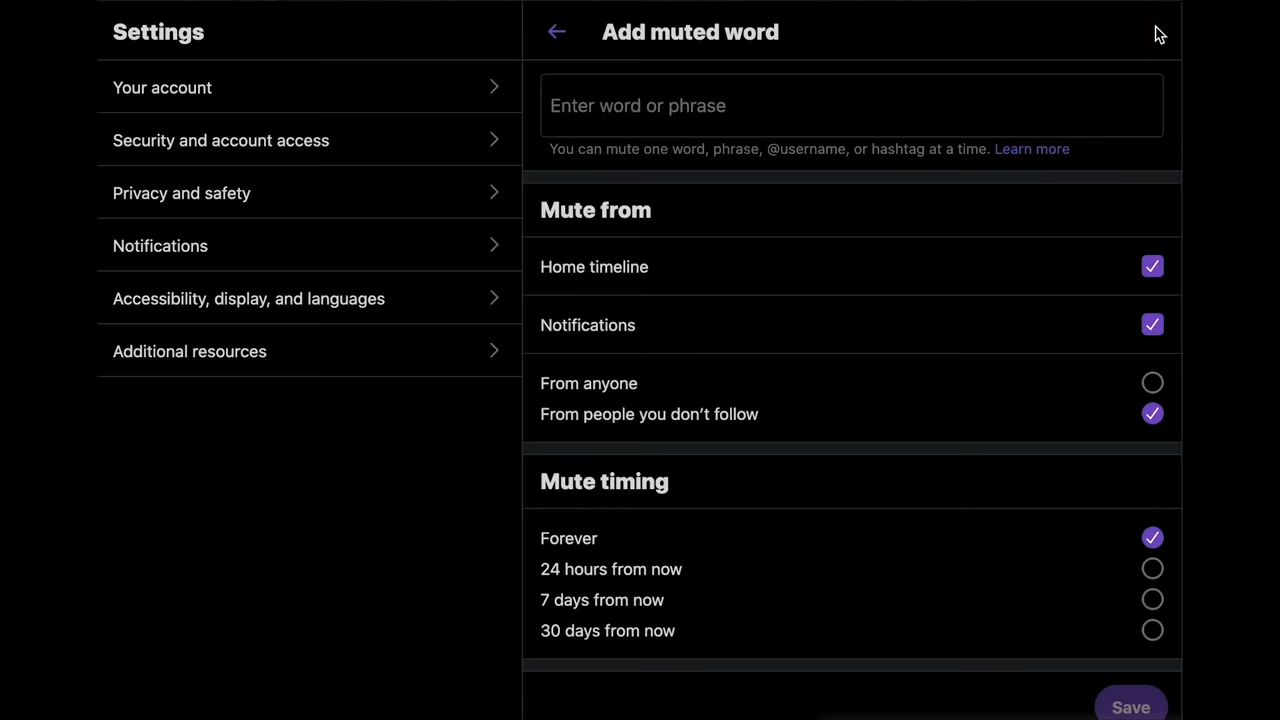 Settings
Your account
Security and account access
Privacy and safety
Notifications
Accessibility, display, and languages
Additional resources
Add muted word
Enter word or phrase
You can mute one word, phrase, @username, or hashtag at a time. Learn more
Mute from
Home timeline
Notifications
From anyone
From people you don’t follow
Mute timing
Forever
24 hours from now
7 days from now
30 days from now
Save